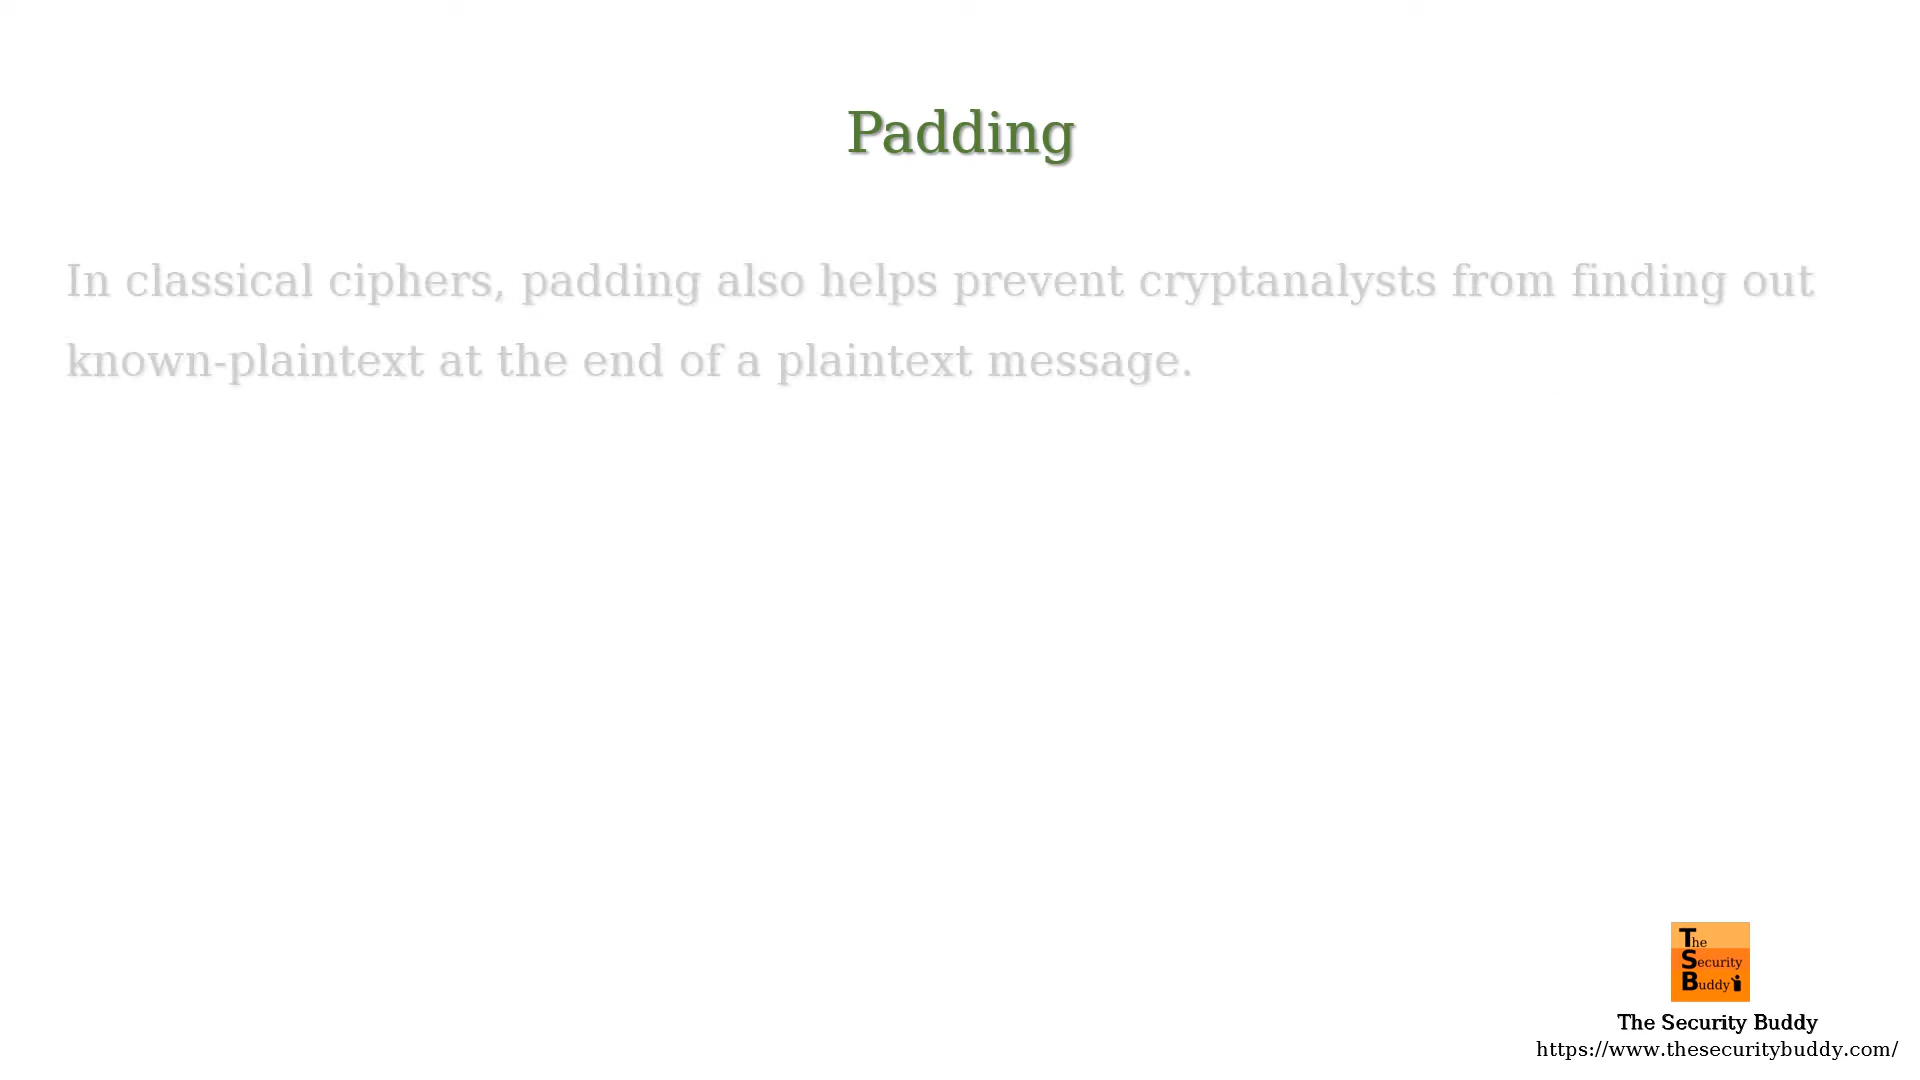 Padding
In classical ciphers, padding also helps prevent cryptanalysts from finding out
known-plaintext at the end of a plaintext message.
The
Security
Buddy
The Security Buddy
https://www.thesecuritybuddy.com/